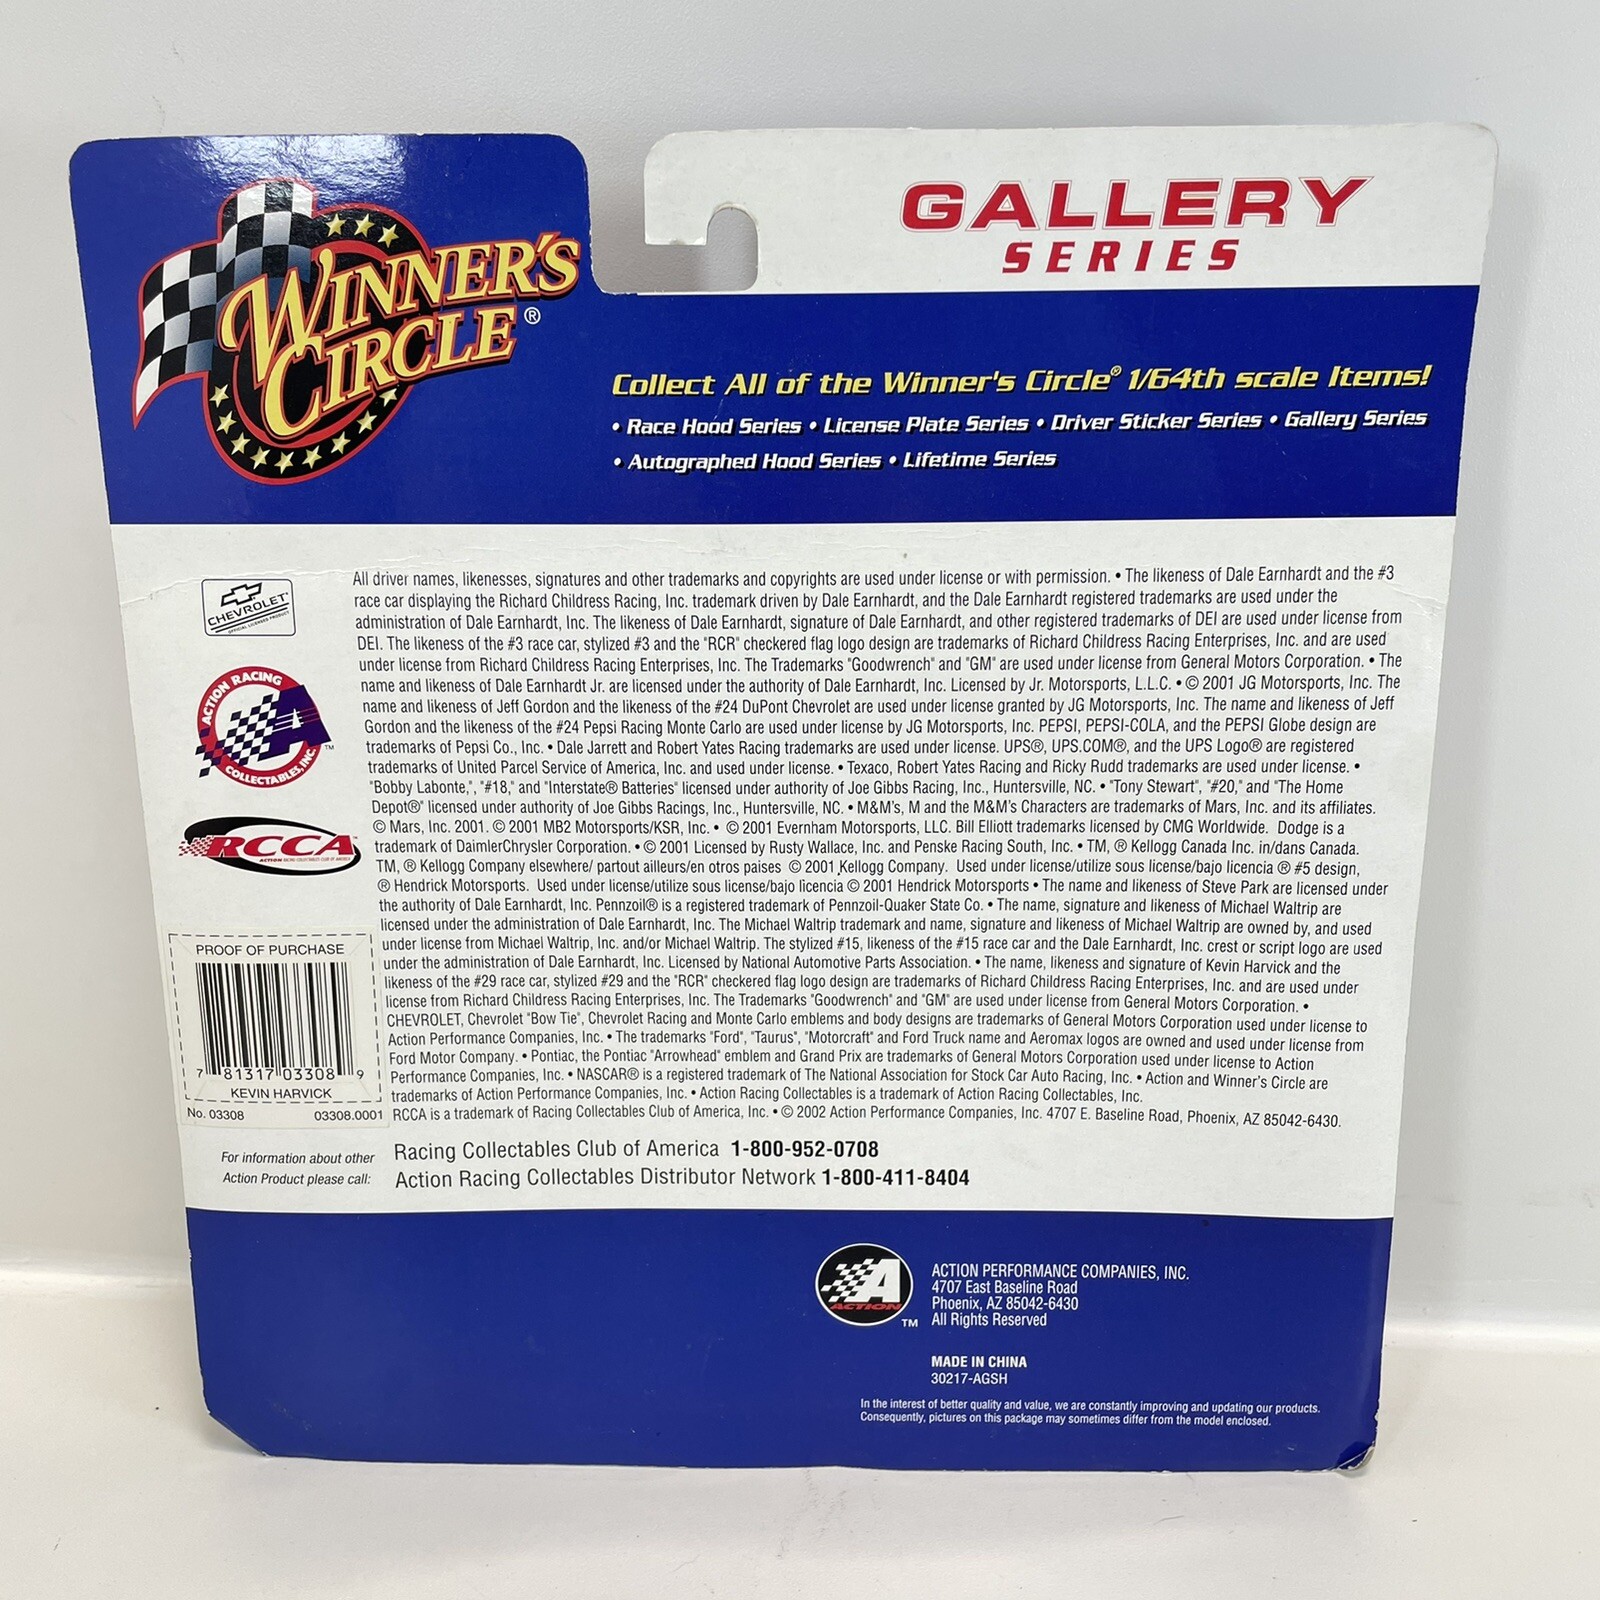 WINNER'S
CIRCLE®
GALLERY
SERIES
Collect All of the Winner's Circle® 1/64th scale Items!
• Race Hood Series • License Plate Series • Driver Sticker Series • Gallery Series
• Autographed Hood Series • Lifetime Series
CHEVROLET
OFFICIAL LICENSED PRODUCT
ACTION RACING
COLLECTABLES, INC.
A
TM
RCCA
ACTION RACING COLLECTABLES CLUB OF AMERICA
All driver names, likenesses, signatures and other trademarks and copyrights are used under license or with permission. • The likeness of Dale Earnhardt and the #3
race car displaying the Richard Childress Racing, Inc. trademark driven by Dale Earnhardt, and the Dale Earnhardt registered trademarks are used under the
administration of Dale Earnhardt, Inc. The likeness of Dale Earnhardt, signature of Dale Earnhardt, and other registered trademarks of DEI are used under license from
DEI. The likeness of the #3 race car, stylized #3 and the "RCR" checkered flag logo design are trademarks of Richard Childress Racing Enterprises, Inc. and are used
under license from Richard Childress Racing Enterprises, Inc. The Trademarks "Goodwrench" and "GM" are used under license from General Motors Corporation. • The
name and likeness of Dale Earnhardt Jr. are licensed under the authority of Dale Earnhardt, Inc. Licensed by Jr. Motorsports, L.L.C. • © 2001 JG Motorsports, Inc. The
name and likeness of Jeff Gordon and the likeness of the #24 DuPont Chevrolet are used under license granted by JG Motorsports, Inc. The name and likeness of Jeff
Gordon and the likeness of the #24 Pepsi Racing Monte Carlo are used under license by JG Motorsports, Inc. PEPSI, PEPSI-COLA, and the PEPSI Globe design are
trademarks of Pepsi Co., Inc. • Dale Jarrett and Robert Yates Racing trademarks are used under license. UPS®, UPS.COM®, and the UPS Logo® are registered
trademarks of United Parcel Service of America, Inc. and used under license. • Texaco, Robert Yates Racing and Ricky Rudd trademarks are used under license. •
"Bobby Labonte,", "#18," and "Interstate® Batteries" licensed under authority of Joe Gibbs Racing, Inc., Huntersville, NC. • "Tony Stewart", "#20," and "The Home
Depot®" licensed under authority of Joe Gibbs Racings, Inc., Huntersville, NC. • M&M's, M and the M&M's Characters are trademarks of Mars, Inc. and its affiliates.
© Mars, Inc. 2001. © 2001 MB2 Motorsports/KSR, Inc. • © 2001 Evernham Motorsports, LLC. Bill Elliott trademarks licensed by CMG Worldwide. Dodge is a
trademark of DaimlerChrysler Corporation. • © 2001 Licensed by Rusty Wallace, Inc. and Penske Racing South, Inc. • TM, ® Kellogg Canada Inc. in/dans Canada.
TM, ® Kellogg Company elsewhere/ partout ailleurs/en otros paises © 2001 Kellogg Company. Used under license/utilize sous license/bajo licencia ® #5 design,
® Hendrick Motorsports. Used under license/utilize sous license/bajo licencia © 2001 Hendrick Motorsports • The name and likeness of Steve Park are licensed under
the authority of Dale Earnhardt, Inc. Pennzoil® is a registered trademark of Pennzoil-Quaker State Co. • The name, signature and likeness of Michael Waltrip are
licensed under the administration of Dale Earnhardt, Inc. The Michael Waltrip trademark and name, signature and likeness of Michael Waltrip are owned by, and used
under license from Michael Waltrip, Inc. and/or Michael Waltrip. The stylized #15, likeness of the #15 race car and the Dale Earnhardt, Inc. crest or script logo are used
under the administration of Dale Earnhardt, Inc. Licensed by National Automotive Parts Association. • The name, likeness and signature of Kevin Harvick and the
likeness of the #29 race car, stylized #29 and the "RCR" checkered flag logo design are trademarks of Richard Childress Racing Enterprises, Inc. and are used under
license from Richard Childress Racing Enterprises, Inc. The Trademarks "Goodwrench" and "GM" are used under license from General Motors Corporation. •
CHEVROLET, Chevrolet "Bow Tie", Chevrolet Racing and Monte Carlo emblems and body designs are trademarks of General Motors Corporation used under license to
Action Performance Companies, Inc. • The trademarks "Ford", "Taurus", "Motorcraft" and Ford Truck name and Aeromax logos are owned and used under license from
Ford Motor Company. • Pontiac, the Pontiac "Arrowhead" emblem and Grand Prix are trademarks of General Motors Corporation used under license to Action
Performance Companies, Inc. • NASCAR® is a registered trademark of The National Association for Stock Car Auto Racing, Inc. • Action and Winner's Circle are
trademarks of Action Performance Companies, Inc. • Action Racing Collectables is a trademark of Action Racing Collectables, Inc.
RCCA is a trademark of Racing Collectables Club of America, Inc. • © 2002 Action Performance Companies, Inc. 4707 E. Baseline Road, Phoenix, AZ 85042-6430.
PROOF OF PURCHASE
7 81317 03308 9
KEVIN HARVICK
No. 03308 03308.0001
For information about other
Action Product please call:
Racing Collectables Club of America 1-800-952-0708
Action Racing Collectables Distributor Network 1-800-411-8404
A
ACTION
TM
ACTION PERFORMANCE COMPANIES, INC.
4707 East Baseline Road
Phoenix, AZ 85042-6430
All Rights Reserved
MADE IN CHINA
30217-AGSH
In the interest of better quality and value, we are constantly improving and updating our products.
Consequently, pictures on this package may sometimes differ from the model enclosed.